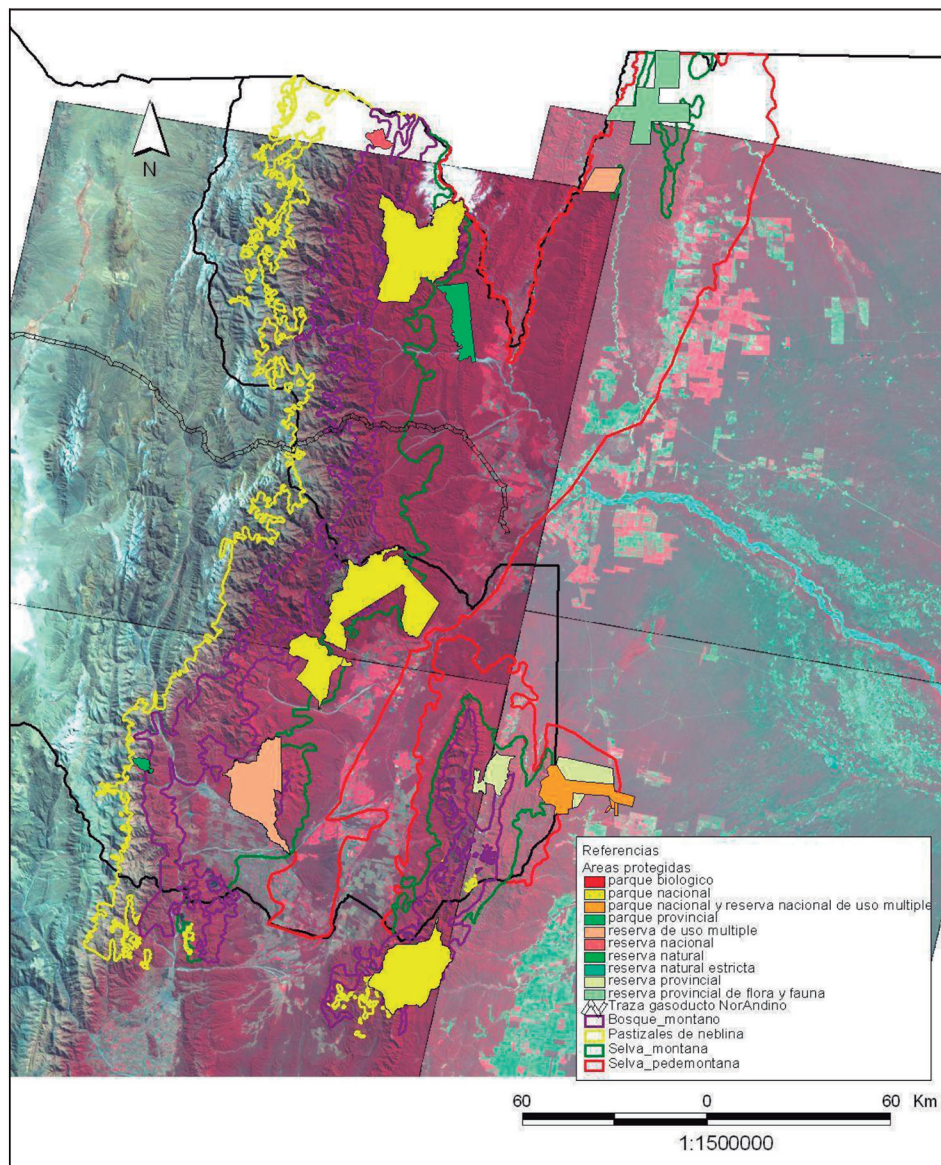 N
Referencias
Areas protegidas
parque biologico
parque nacional
parque nacional y reserva nacional de uso multiple
parque provincial
reserva de uso multiple
reserva nacional
reserva natural
reserva natural estricta
reserva provincial
reserva provincial de flora y fauna
Traza gasoducto NorAndino
Bosque_montano
Pastizales de neblina
Selva_montana
Selva_pedemontana
60 0 60 Km
1:1500000